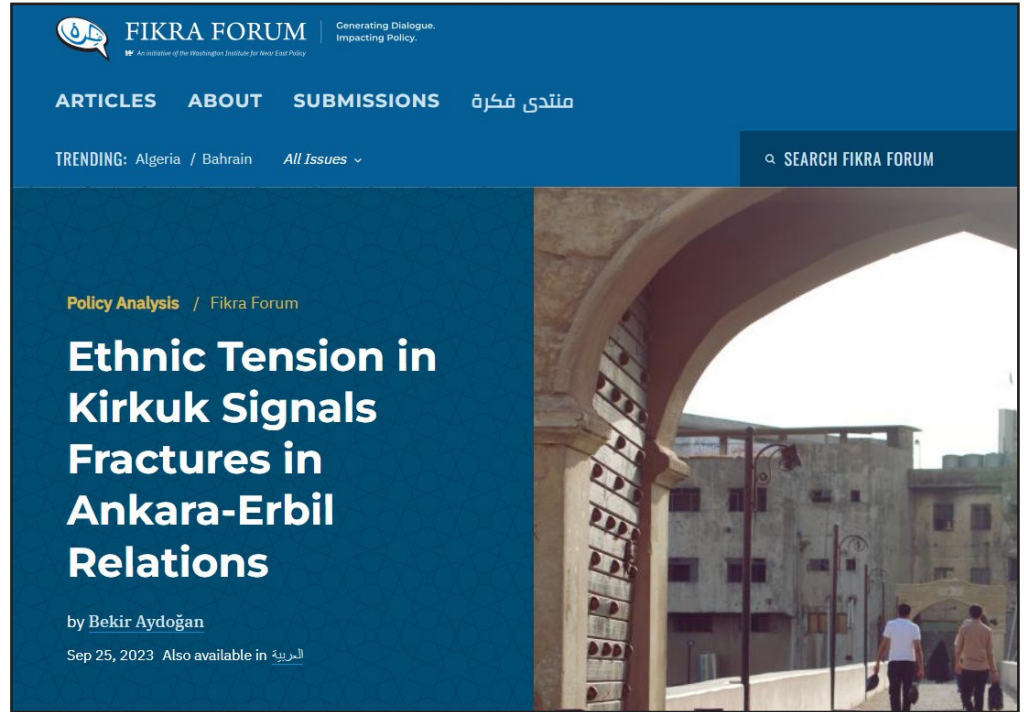 فكرة
FIKRA FORUM
An initiative of the Washington Institute for Near East Policy
Generating Dialogue.
Impacting Policy.
ARTICLES ABOUT SUBMISSIONS منتدى فكرة
TRENDING: Algeria / Bahrain All Issues
SEARCH FIKRA FORUM
Policy Analysis / Fikra Forum
Ethnic Tension in
Kirkuk Signals
Fractures in
Ankara-Erbil
Relations
by Bekir Aydoğan
Sep 25, 2023 Also available in العربية